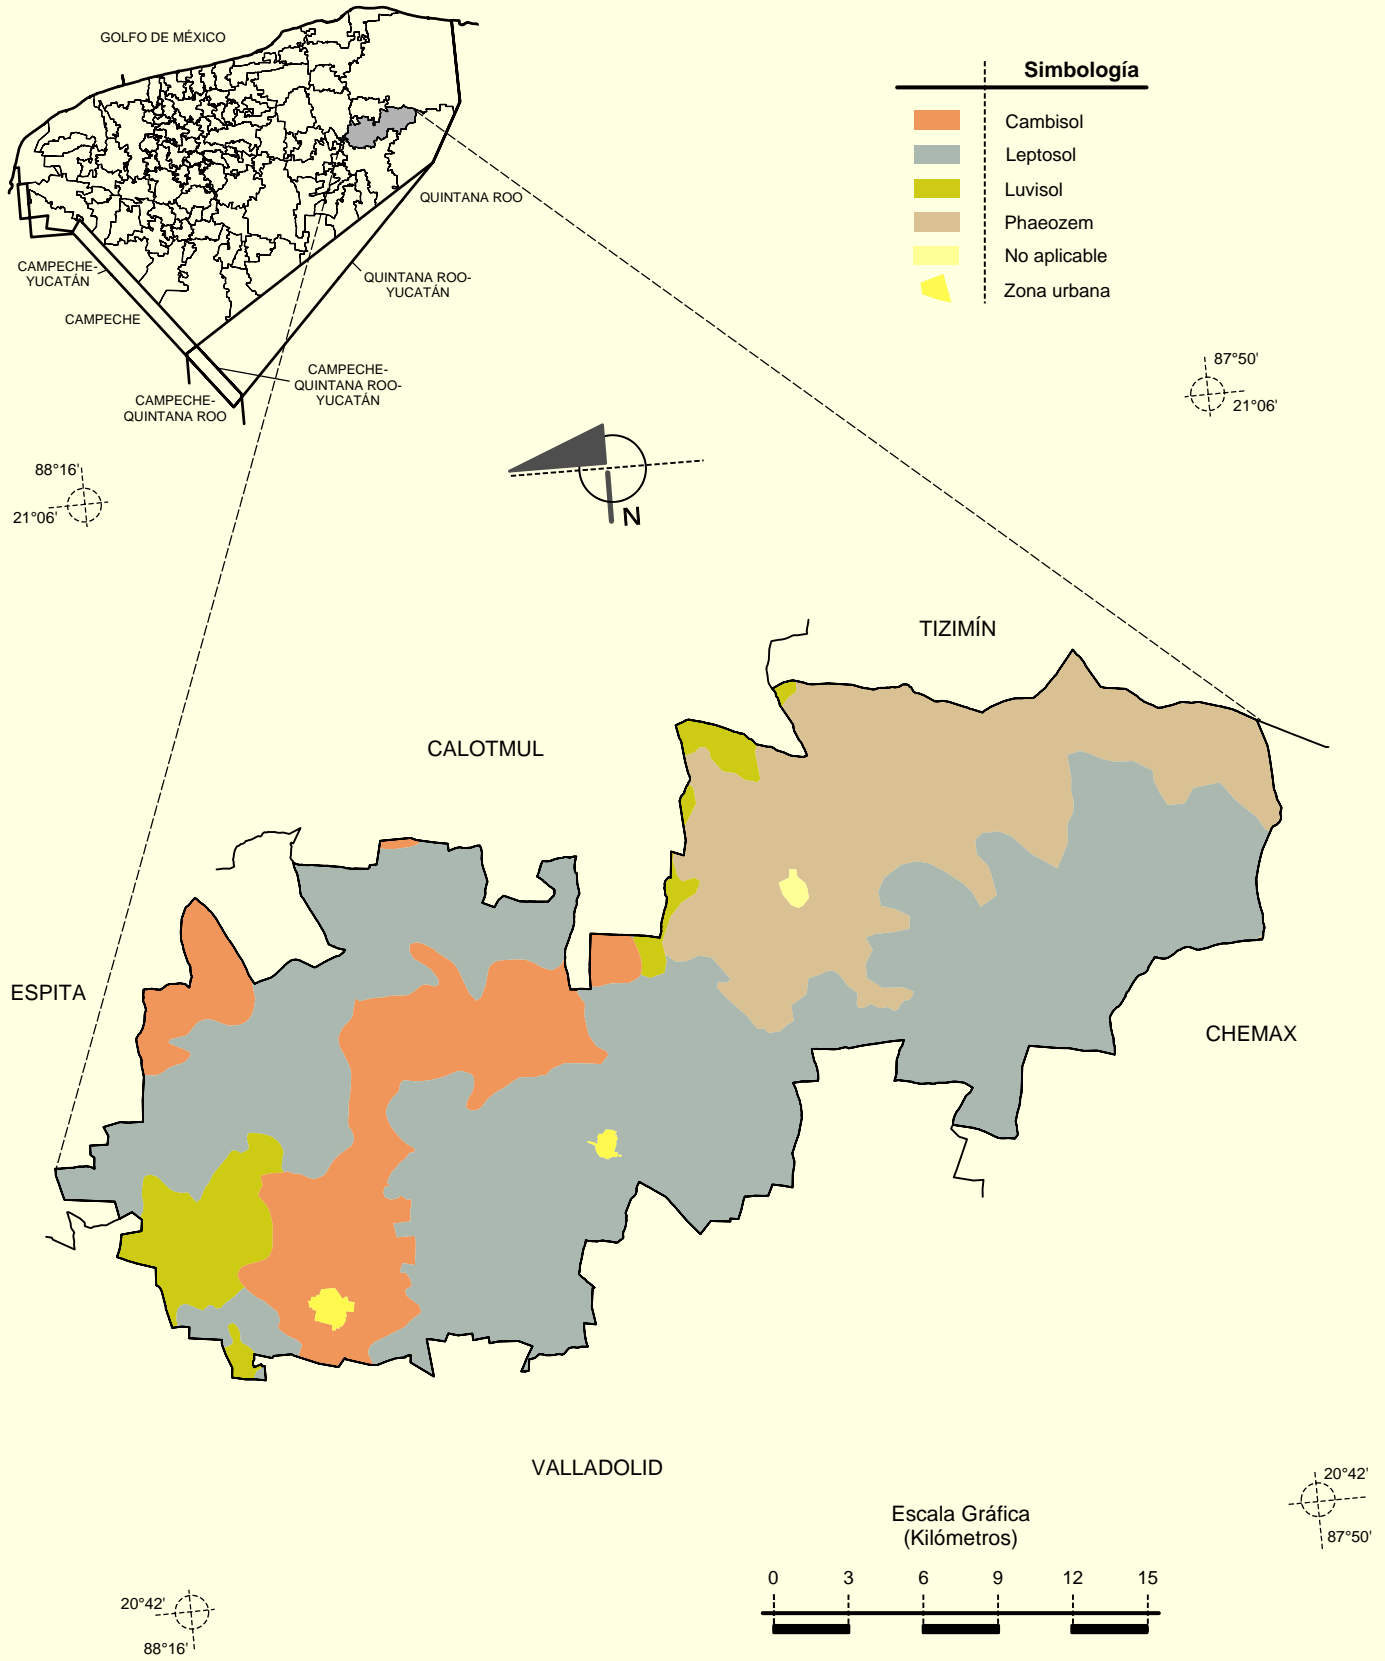 GOLFO DE MÉXICO
QUINTANA ROO
CAMPECHE-
YUCATÁN
QUINTANA ROO-
YUCATÁN
CAMPECHE
CAMPECHE-
QUINTANA ROO-
YUCATÁN
CAMPECHE-
QUINTANA ROO
Simbología
Cambisol
Leptosol
Luvisol
Phaeozem
No aplicable
Zona urbana
87°50'
21°06'
88°16'
21°06'
N
TIZIMÍN
CALOTMUL
ESPITA
CHEMAX
VALLADOLID
20°42'
87°50'
Escala Gráfica
(Kilómetros)
0 3 6 9 12 15
20°42'
88°16'